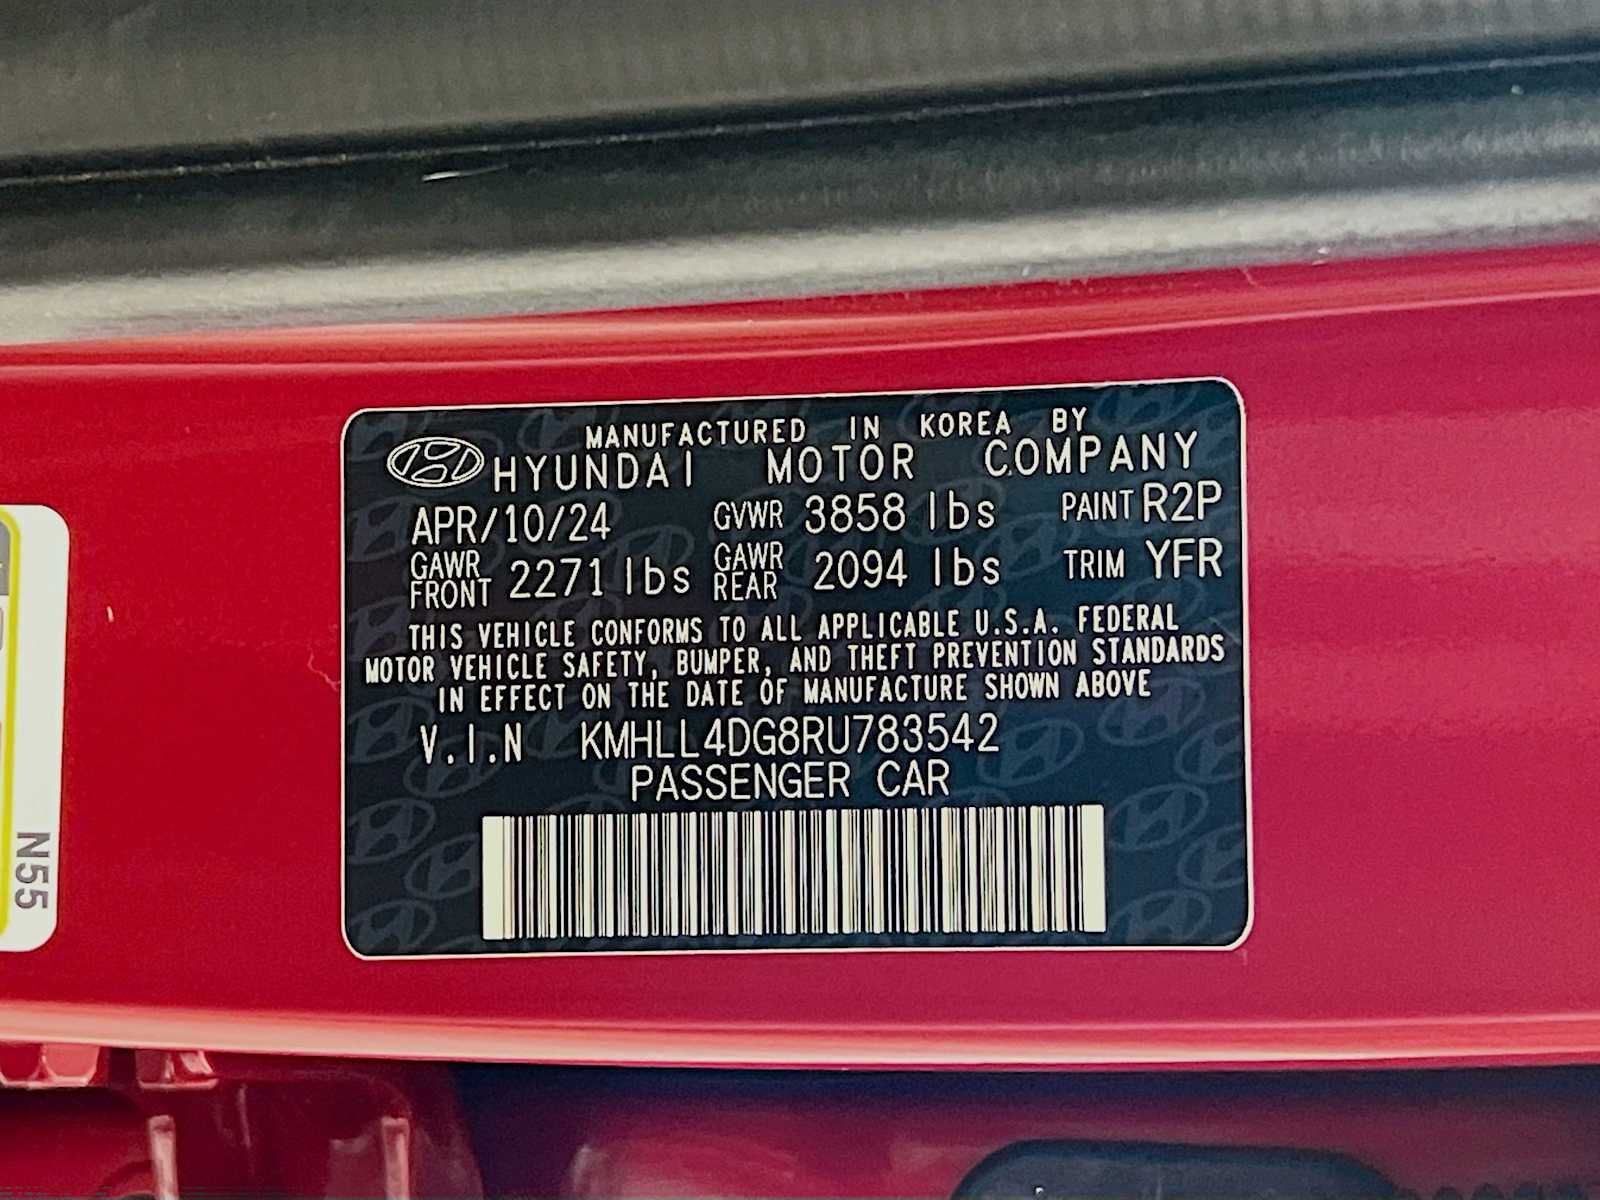 MANUFACTURED IN KOREA BY
HYUNDAI MOTOR COMPANY
APR/10/24 GVWR 3858 lbs PAINT R2P
GAWR FRONT 2271 lbs GAWR REAR 2094 lbs TRIM YFR
THIS VEHICLE CONFORMS TO ALL APPLICABLE U.S.A. FEDERAL
MOTOR VEHICLE SAFETY, BUMPER, AND THEFT PREVENTION STANDARDS
IN EFFECT ON THE DATE OF MANUFACTURE SHOWN ABOVE
V.I.N KMHLL4DG8RU783542
PASSENGER CAR
N55